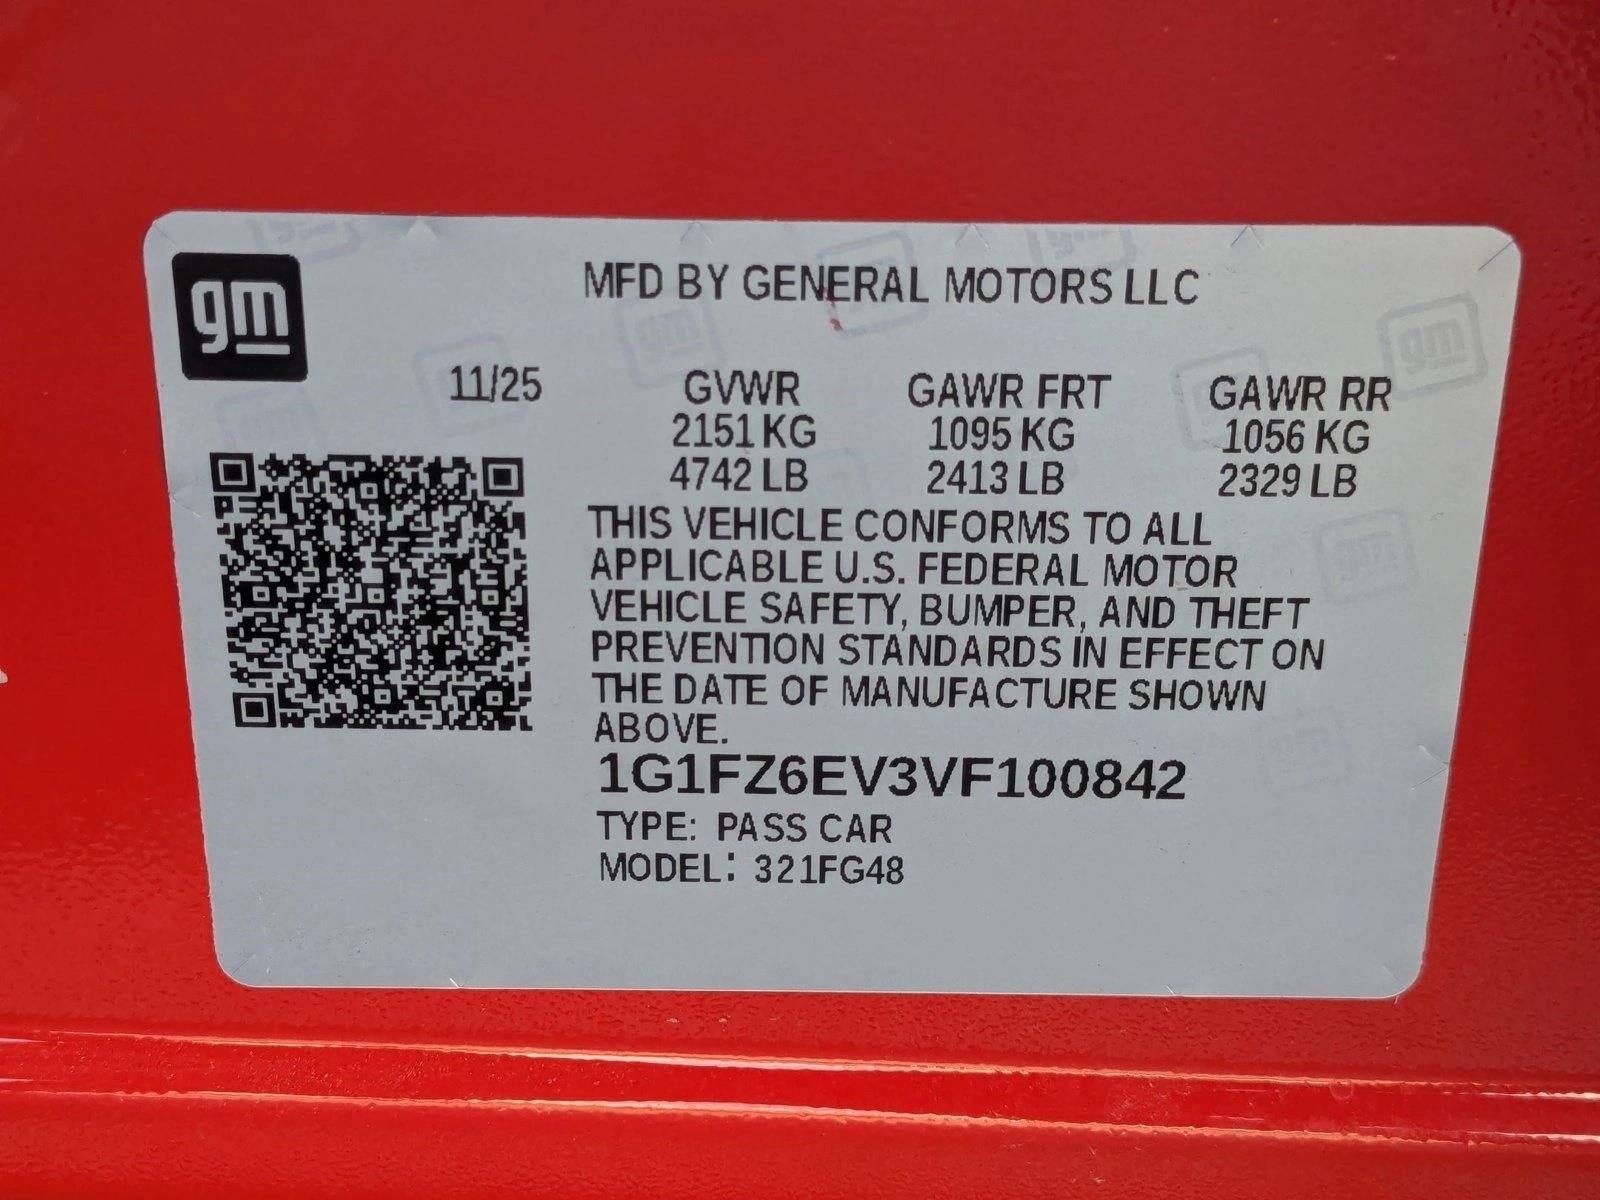 gm
MFD BY GENERAL MOTORS LLC
11/25
GVWR GAWR FRT GAWR RR
2151 KG 1095 KG 1056 KG
4742 LB 2413 LB 2329 LB
THIS VEHICLE CONFORMS TO ALL
APPLICABLE U.S. FEDERAL MOTOR
VEHICLE SAFETY, BUMPER, AND THEFT
PREVENTION STANDARDS IN EFFECT ON
THE DATE OF MANUFACTURE SHOWN
ABOVE.
1G1FZ6EV3VF100842
TYPE: PASS CAR
MODEL: 321FG48